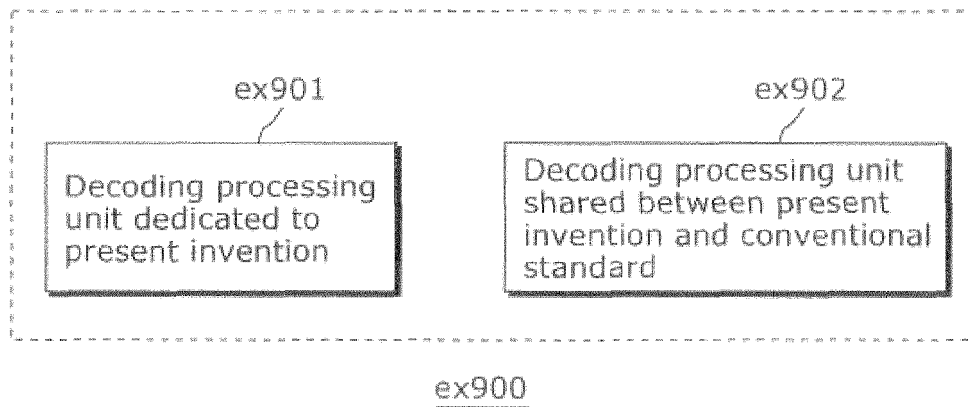 ex901
ex902
Decoding processing
unit dedicated to
present invention
Decoding processing unit
shared between present
invention and conventional
standard
ex900